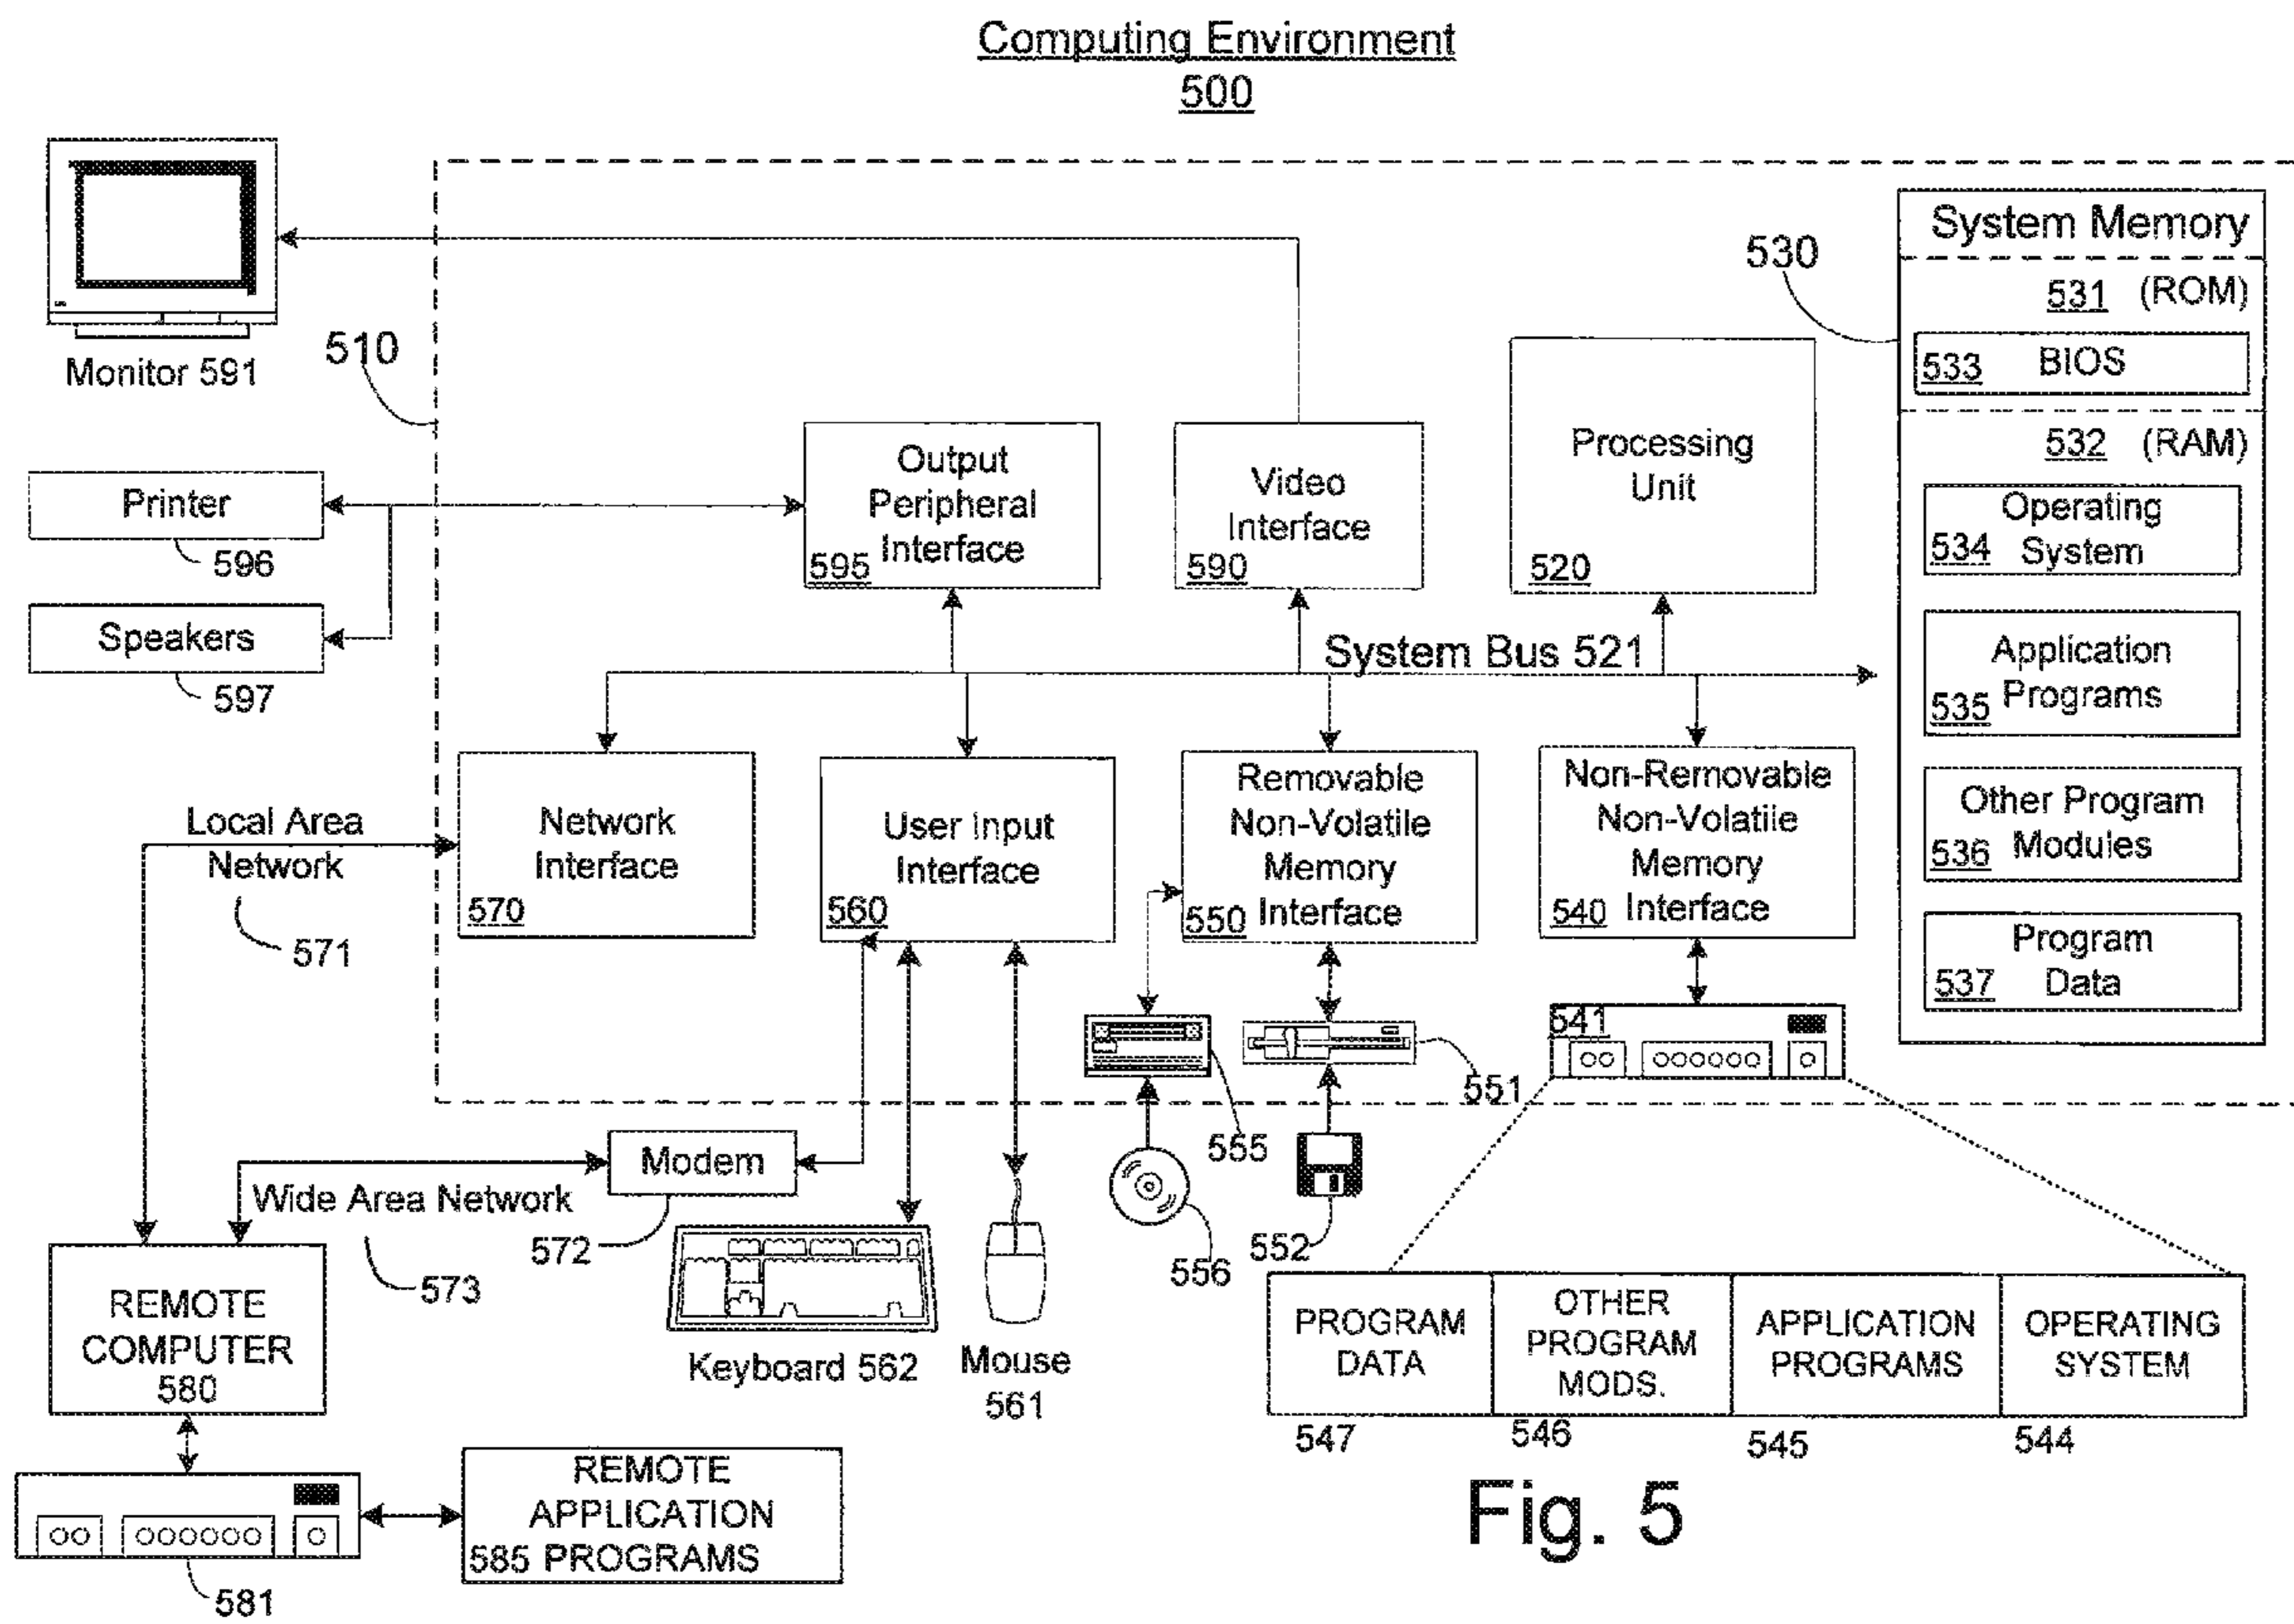 Computing Environment
500
Monitor 591
510
530
System Memory
531 (ROM)
533 BIOS
532 (RAM)
Operating
534 System
Application
535 Programs
Other Program
536 Modules
Program
537 Data
Output
Peripheral
595 Interface
Video
Interface
590
Processing
Unit
520
Printer
596
Speakers
597
System Bus 521
Local Area
Network
571
Network
Interface
570
User Input
Interface
560
Removable
Non-Volatile
Memory
550 Interface
Non-Removable
Non-Volatile
Memory
540 Interface
541
551
555
Modem
572
Wide Area Network
573
556
552
Keyboard 562
Mouse
561
REMOTE
COMPUTER
580
PROGRAM
DATA
547
OTHER
PROGRAM
MODS.
546
APPLICATION
PROGRAMS
545
OPERATING
SYSTEM
544
REMOTE
APPLICATION
585 PROGRAMS
581
Fig. 5